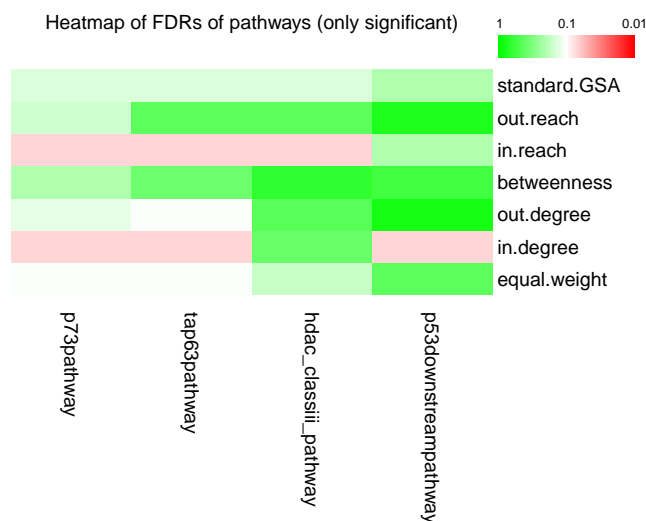 Heatmap of FDRs of pathways (only significant)
1 0.1 0.01
standard.GSA
out.reach
in.reach
betweenness
out.degree
in.degree
equal.weight
p73pathway
tap63pathway
hdac_classiii_pathway
p53downstreampathway